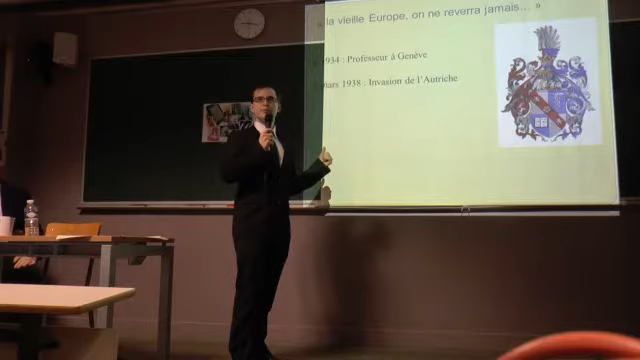 la vieille Europe, on ne reverra jamais… »
1934 : Professeur à Genève
mars 1938 : Invasion de l'Autriche